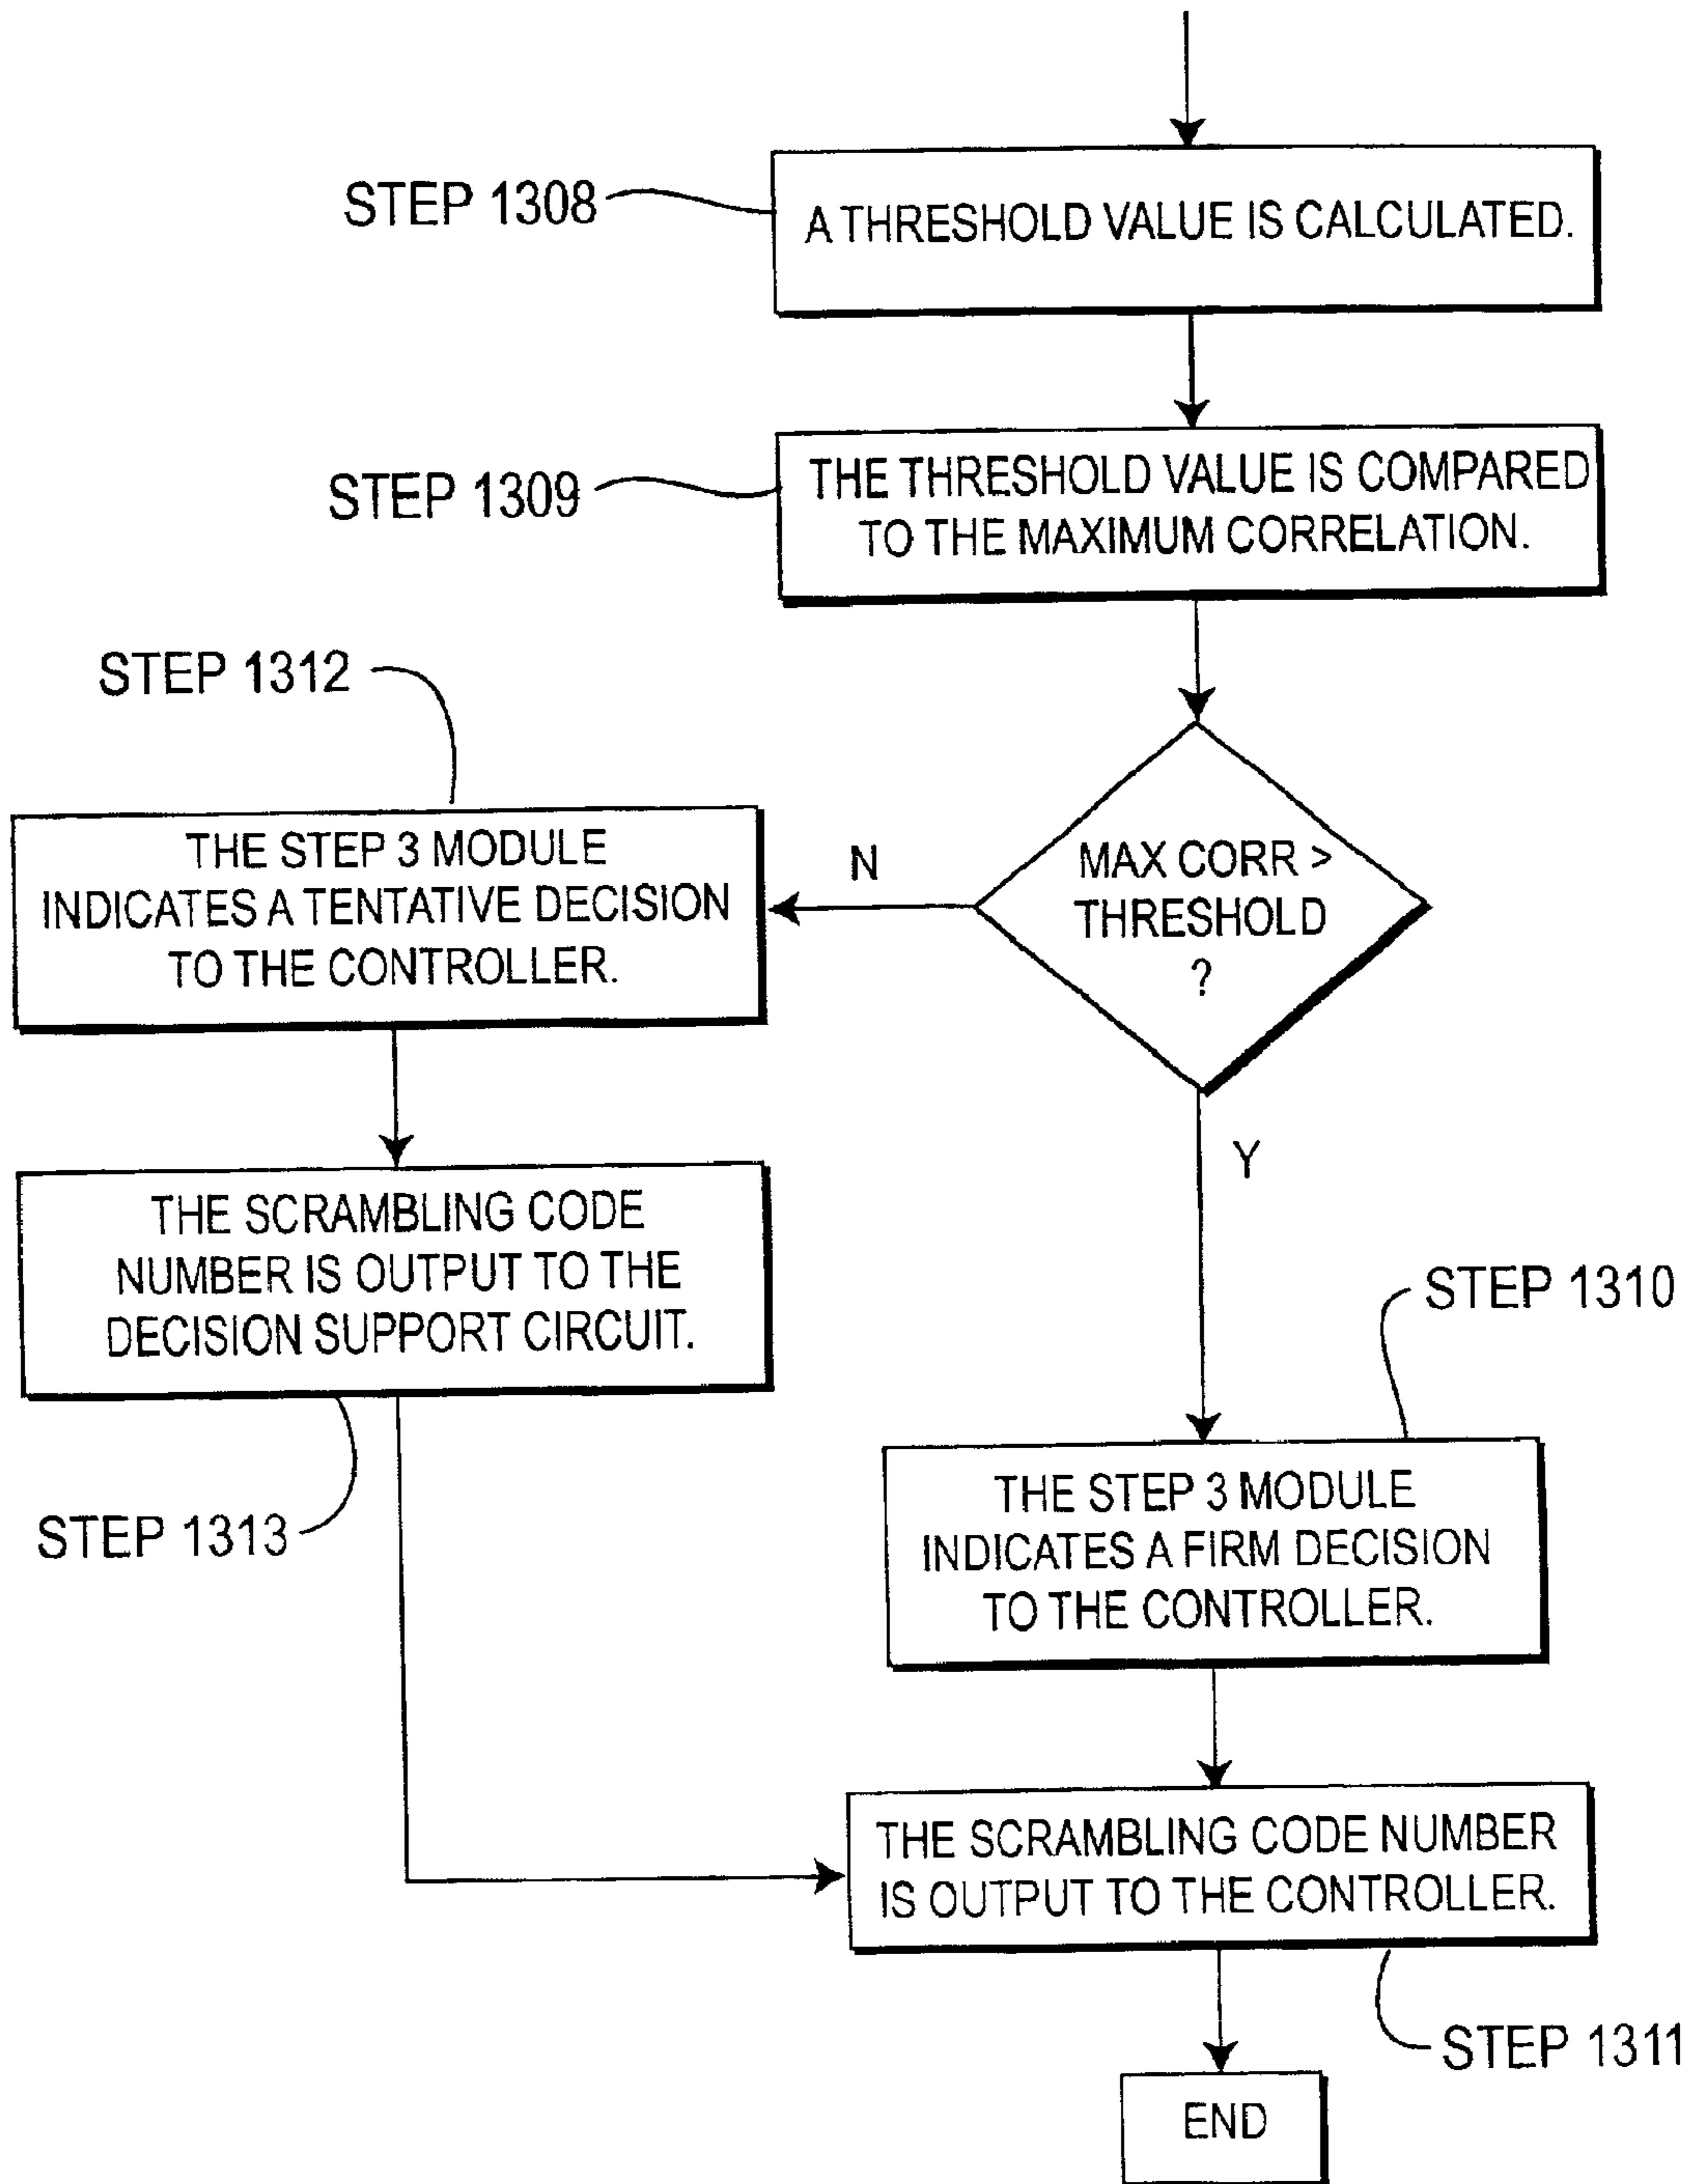 STEP 1308
A THRESHOLD VALUE IS CALCULATED.
STEP 1309
THE THRESHOLD VALUE IS COMPARED
TO THE MAXIMUM CORRELATION.
STEP 1312
THE STEP 3 MODULE
INDICATES A TENTATIVE DECISION
TO THE CONTROLLER.
N
MAX CORR >
THRESHOLD
?
Y
THE SCRAMBLING CODE
NUMBER IS OUTPUT TO THE
DECISION SUPPORT CIRCUIT.
STEP 1313
STEP 1310
THE STEP 3 MODULE
INDICATES A FIRM DECISION
TO THE CONTROLLER.
THE SCRAMBLING CODE NUMBER
IS OUTPUT TO THE CONTROLLER.
STEP 1311
END